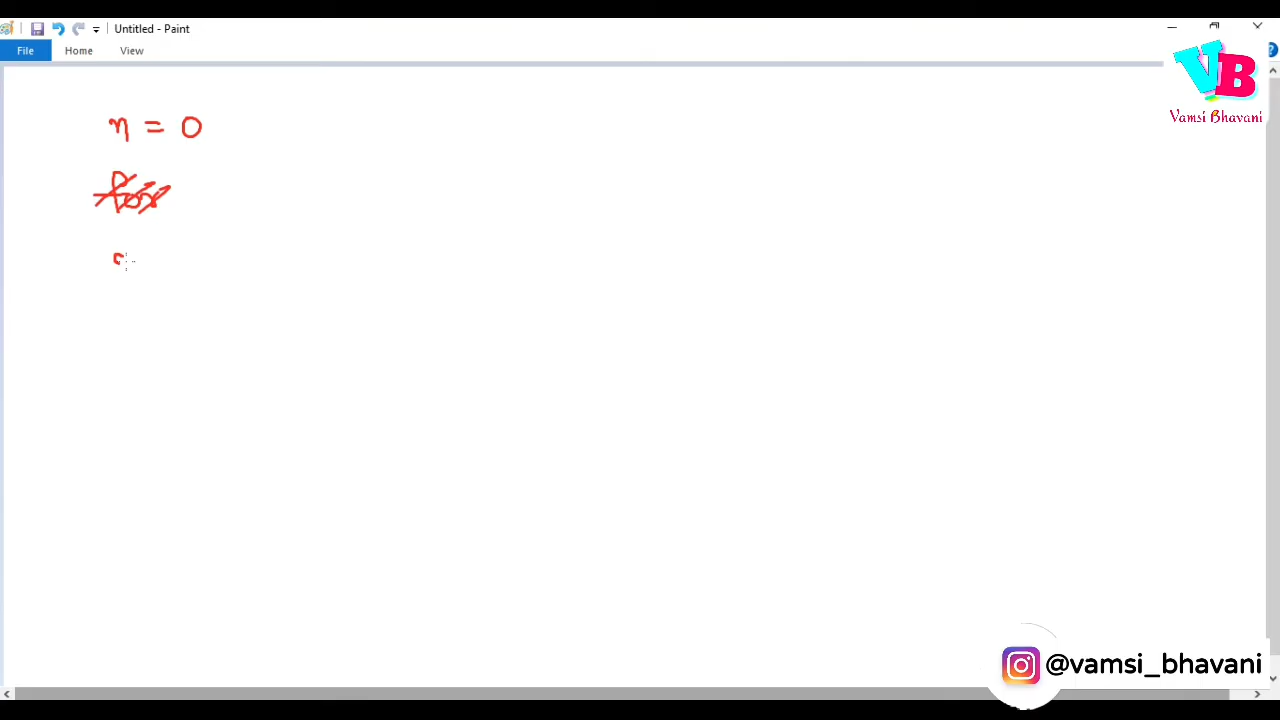 Untitled - Paint
File Home View
VB
Vamsi Bhavani
n = 0
@vamsi_bhavani